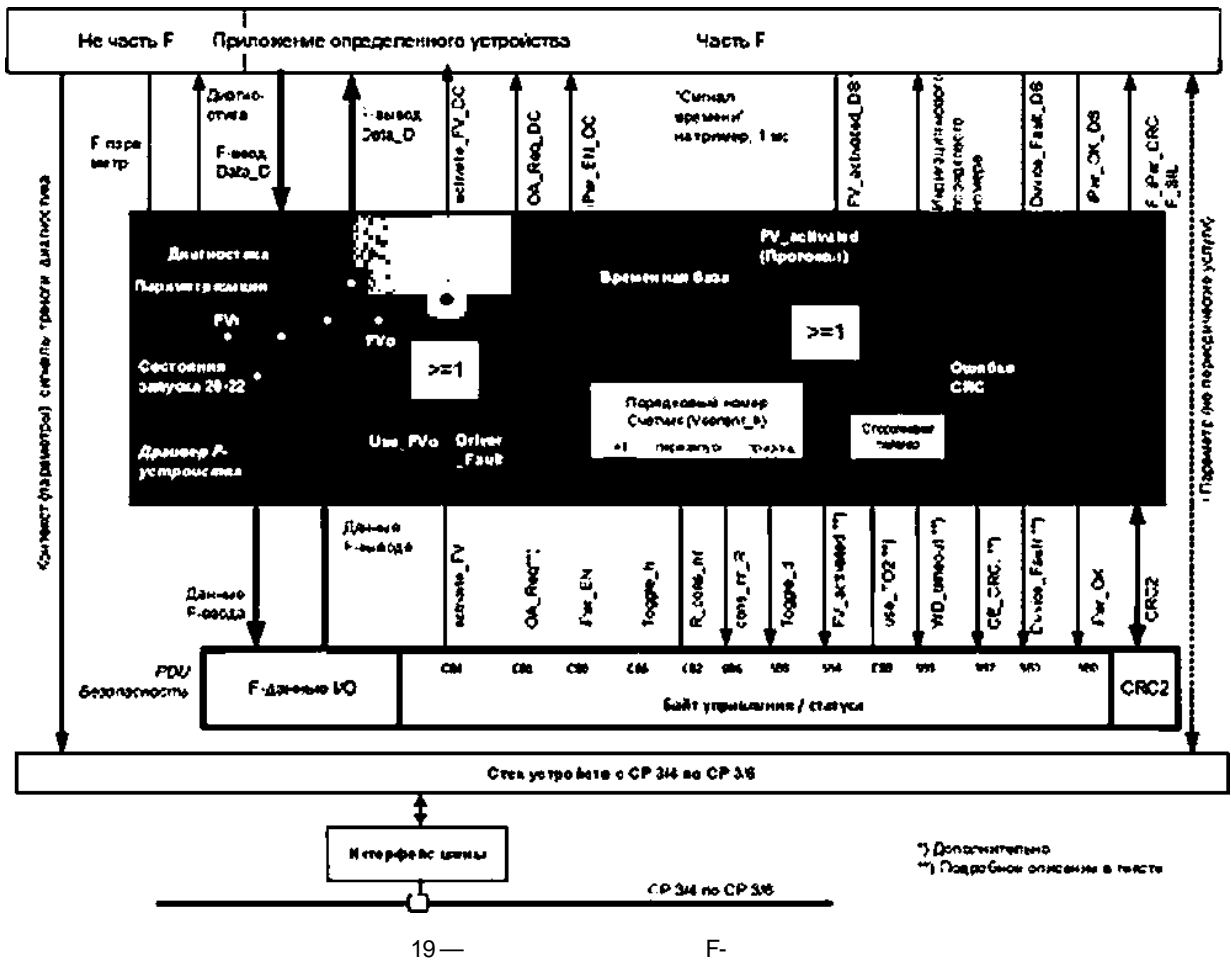 Не часть F
Приложение определенного устройства
Часть F
F пара
метр
Диагно-
стика
F-ввод
Data_D
F-вывод
Data_D
activate_FV_DC
OA_Req_DC
iPar_EN_DC
"Сигнал
времени"
например, 1 мс
FV_activated_DS*
Device_Fault_DS
iPar_OK_DS
F_iPar_CRC
F_SIL
Диагностика
Параметризации
FVi
FVo
Состояния
запуска 20-22
Драйвер F-
устройства
>=1
Use_FVo
Driver
_Fault
Временная база
FV_activated
(Протокол)
>=1
Порядковый номер
Счетчик (Vconsnr_h)
+1
Ошибка
CRC
Данные
F-ввода
Данные
F-вывода
activate_FV
OA_Req
iPar_EN
Toggle_h
R_cons_nr
cons_nr_R
Toggle_d
FV_activated **)
use_TO2 **)
WD_timeout **)
CE_CRC **)
Device_Fault **)
iPar_OK
CRC2
PDU
безопасность
F-данные I/O
Байт управления / статуса
CRC2
Стек устройств с CP 3/4 по CP 3/6
Интерфейс шины
CP 3/4 по CP 3/6
*) Дополнительно
**) Подробное описание в тексте
19 —
F-